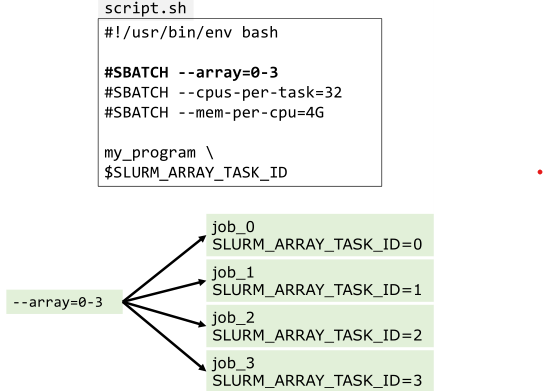 script.sh
#!/usr/bin/env bash
#SBATCH --array=0-3
#SBATCH --cpus-per-task=32
#SBATCH --mem-per-cpu=4G
my_program \
$SLURM_ARRAY_TASK_ID
--array=0-3
job_0
SLURM_ARRAY_TASK_ID=0
job_1
SLURM_ARRAY_TASK_ID=1
job_2
SLURM_ARRAY_TASK_ID=2
job_3
SLURM_ARRAY_TASK_ID=3